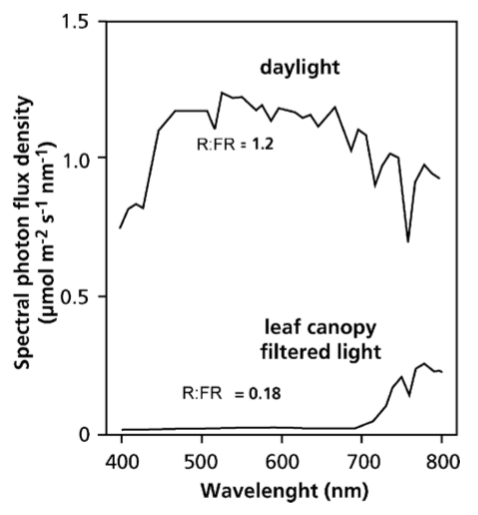 1.5
daylight
R:FR = 1.2
1.0
Spectral photon flux density
(µmol m-2 s-1 nm-1)
0.5
leaf canopy
filtered light
R:FR = 0.18
0
400 500 600 700 800
Wavelenght (nm)